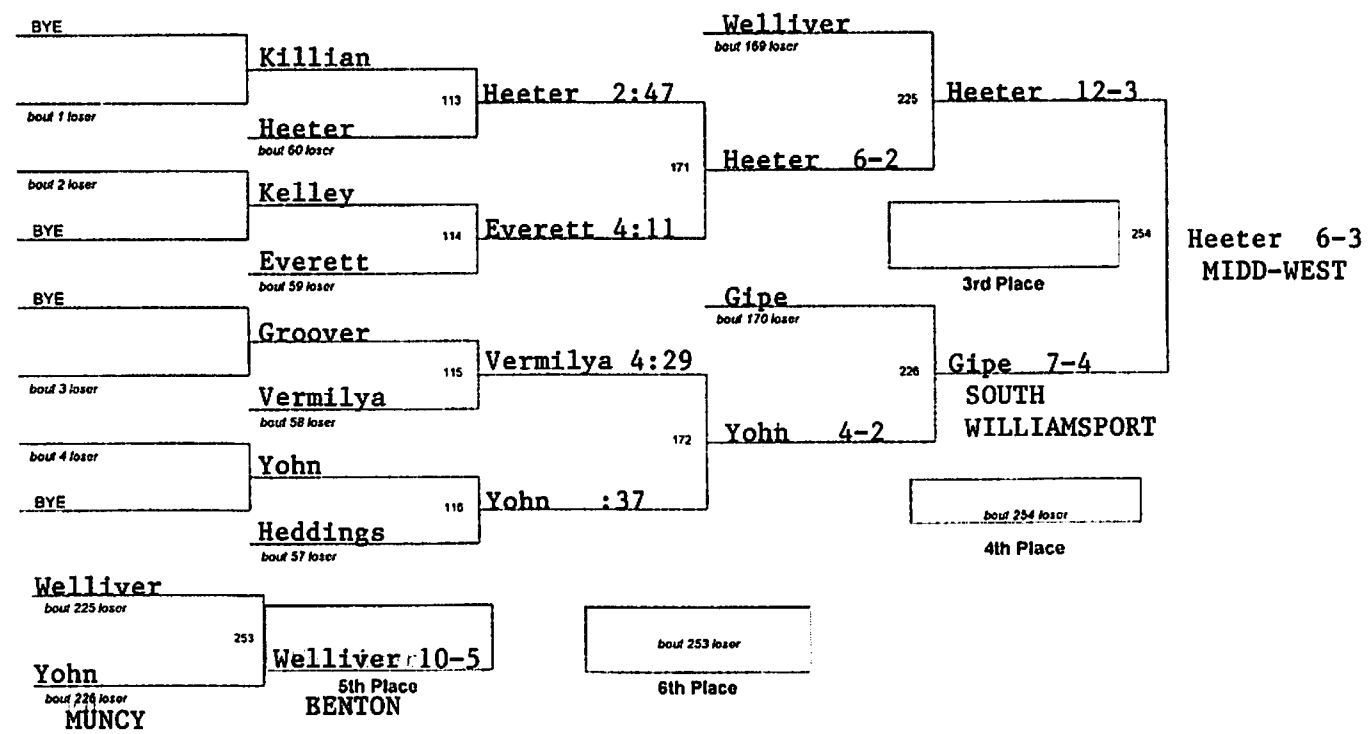 BYE
bout 1 loser
bout 2 loser
BYE
BYE
bout 3 loser
bout 4 loser
BYE
Killian
113
Heeter
bout 60 loser
Kelley
114
Everett
bout 59 loser
Groover
115
Vermilya
bout 58 loser
Yohn
116
Heddings
bout 57 loser
Heeter 2:47
171
Everett 4:11
Vermilya 4:29
172
Yohn :37
Welliver
bout 169 loser
225
Heeter 6-2
Gipe
bout 170 loser
226
Yohn 4-2
Heeter 12-3
254
3rd Place
Gipe 7-4
SOUTH
WILLIAMSPORT
Heeter 6-3
MIDD-WEST
bout 254 loser
4th Place
Welliver
bout 225 loser
253
Yohn
bout 226 loser
MUNCY
Welliver 10-5
5th Place
BENTON
bout 253 loser
6th Place